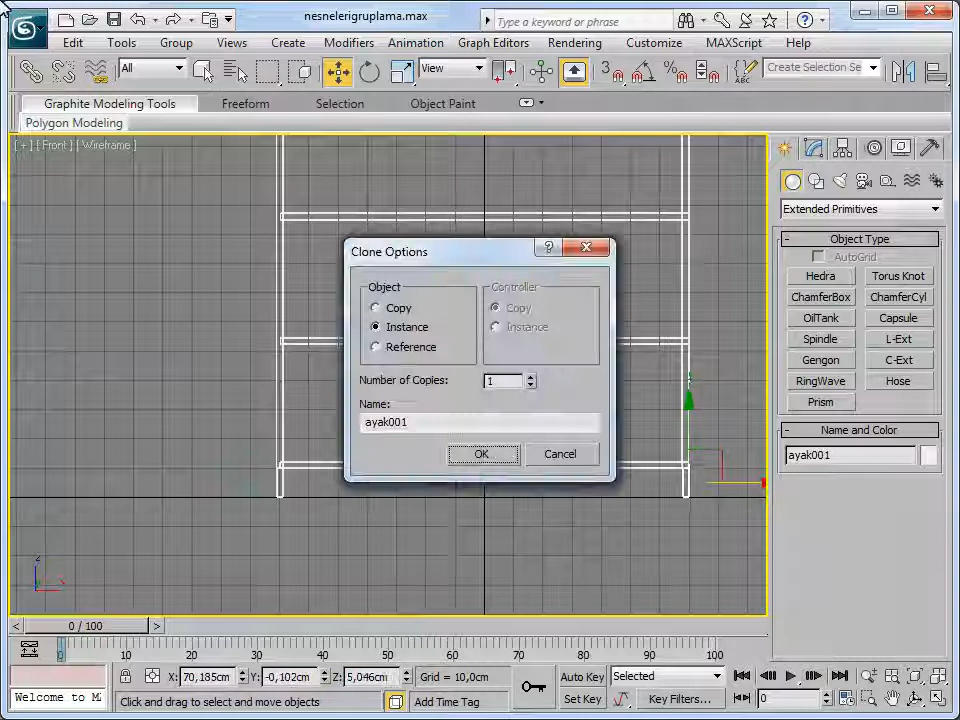 nesnelerigruplama.max
Type a keyword or phrase
Edit Tools Group Views Create Modifiers Animation Graph Editors Rendering Customize MAXScript Help
All
View
3
%
ABC
Create Selection Se
Graphite Modeling Tools Freeform Selection Object Paint
Polygon Modeling
[ + ] [ Front ] [ Wireframe ]
Extended Primitives
Object Type
AutoGrid
Hedra Torus Knot
ChamferBox ChamferCyl
OilTank Capsule
Spindle L-Ext
Gengon C-Ext
RingWave Hose
Prism
Name and Color
ayak001
Clone Options
Object
Copy
Instance
Reference
Controller
Copy
Instance
Number of Copies: 1
Name:
ayak001
OK Cancel
z
x
< 0 / 100 >
0 10 20 30 40 50 60 70 80 90 100
X: 70,185cm Y: -0,102cm Z: 5,046cm Grid = 10,0cm Auto Key Selected
Welcome to M
Click and drag to select and move objects Add Time Tag Set Key Key Filters... 0